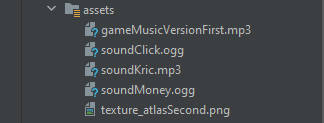 assets
gameMusicVersionFirst.mp3
soundClick.ogg
soundKric.mp3
soundMoney.ogg
texture_atlasSecond.png